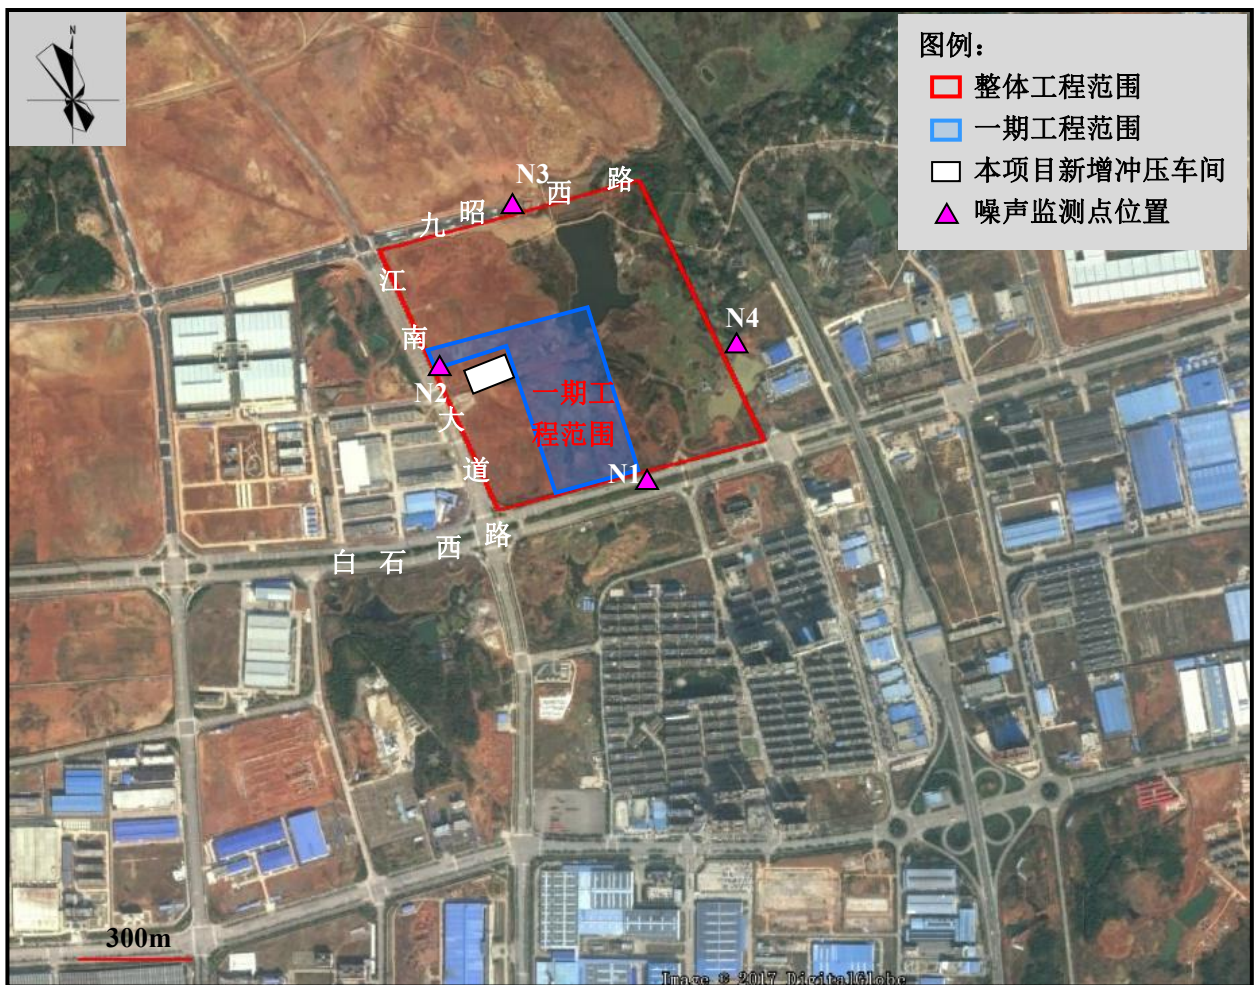 N
图例：
整体工程范围
一期工程范围
本项目新增冲压车间
噪声监测点位置
N3
九昭西路
江南大道
N4
N2
一期工
程范围
N1
白石西路
300m
Image © 2017 DigitalGlobe